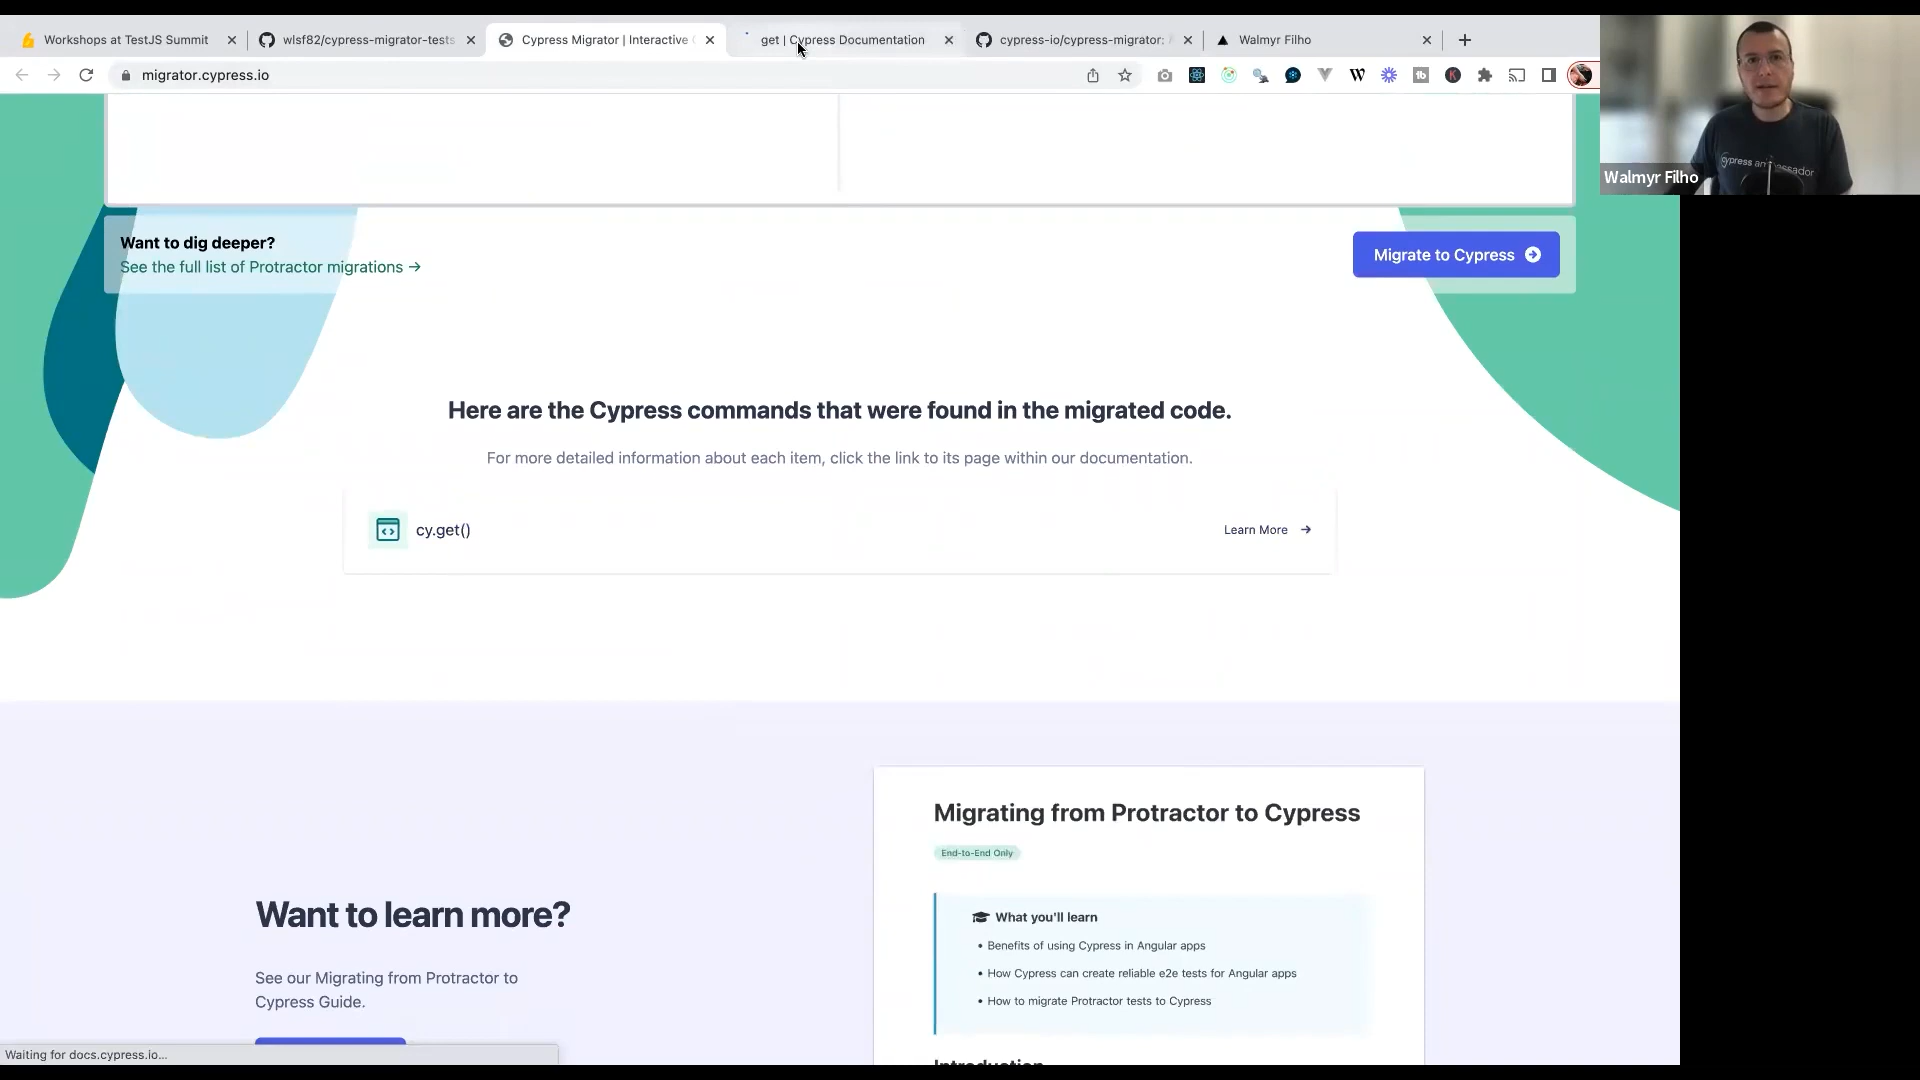 Workshops at TestJS Summit
wlsf82/cypress-migrator-tests
Cypress Migrator | Interactive
get | Cypress Documentation
cypress-io/cypress-migrator:
Walmyr Filho
migrator.cypress.io
cypress ambassador
Walmyr Filho
Want to dig deeper?
See the full list of Protractor migrations →
Migrate to Cypress
Here are the Cypress commands that were found in the migrated code.
For more detailed information about each item, click the link to its page within our documentation.
cy.get()
Learn More →
Want to learn more?
See our Migrating from Protractor to
Cypress Guide.
Migrating from Protractor to Cypress
End-to-End Only
What you'll learn
• Benefits of using Cypress in Angular apps
• How Cypress can create reliable e2e tests for Angular apps
• How to migrate Protractor tests to Cypress
Introduction
Waiting for docs.cypress.io...